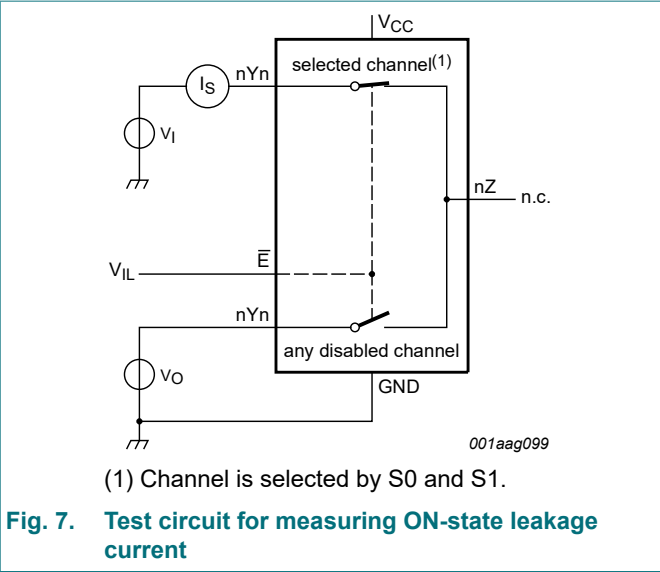 VCC
selected channel(1)
nYn
IS
VI
nZ
n.c.
E̅
VIL
nYn
any disabled channel
VO
GND
001aag099
(1) Channel is selected by S0 and S1.
Fig. 7. Test circuit for measuring ON-state leakage
current